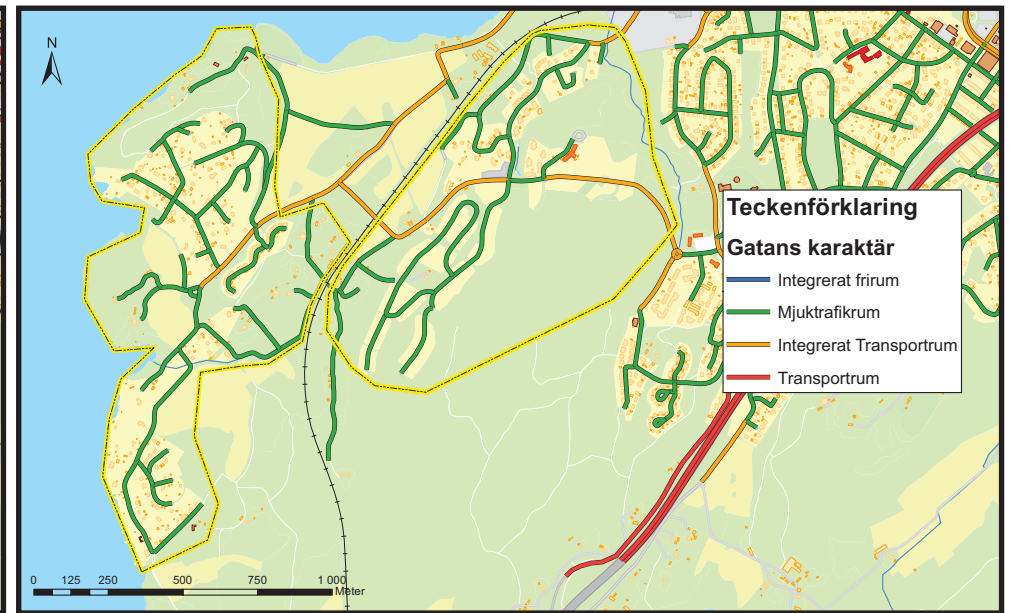 N
Teckenförklaring
Gatans karaktär
Integrerat frirum
Mjuktrafikrum
Integrerat Transportrum
Transportrum
0 125 250 500 750 1 000
Meter